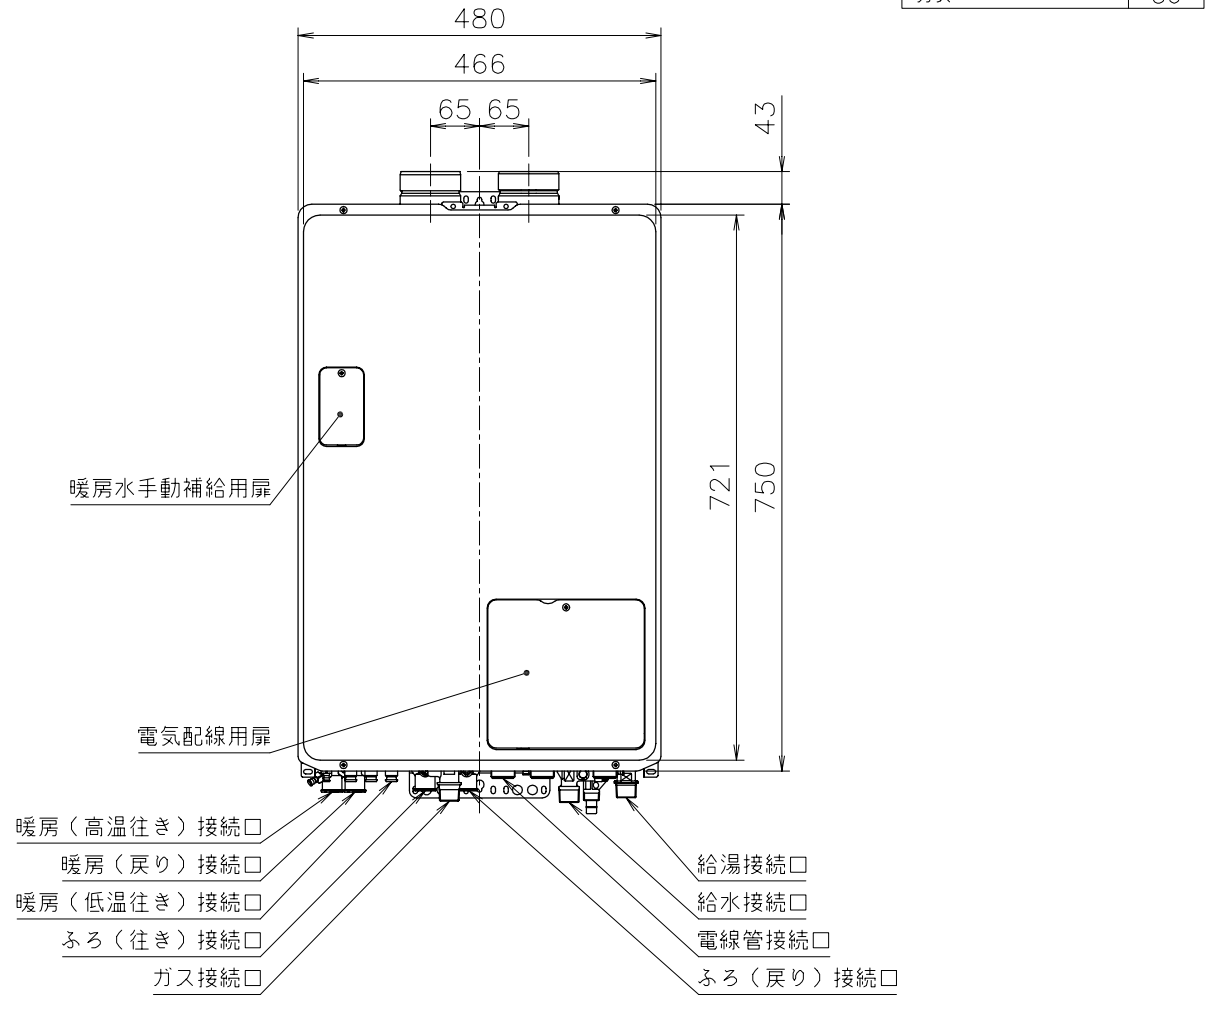 480
466
65 65
43
721
750
暖房水手動補給用扉
電気配線用扉
暖房（高温往き）接続口
暖房（戻り）接続口
暖房（低温往き）接続口
ふろ（往き）接続口
ガス接続口
給湯接続口
給水接続口
電線管接続口
ふろ（戻り）接続口